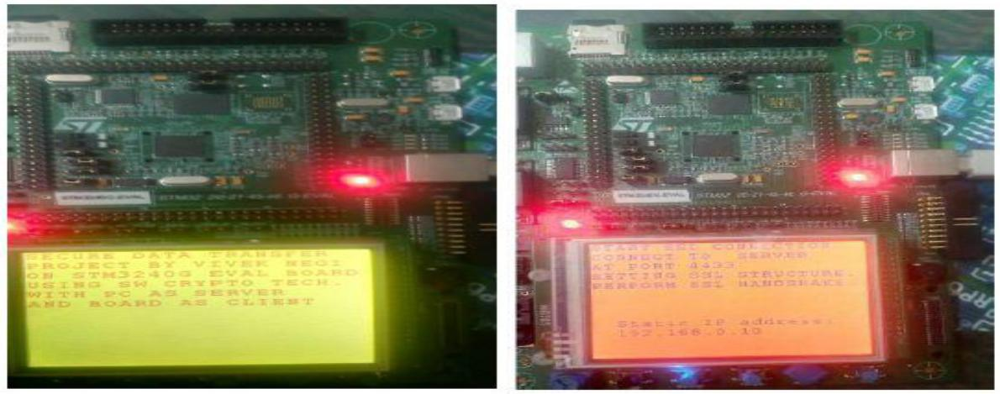 SECURE DATA TRANSFER
PROJECT BY VIVEK NEGI
ON STM3240G EVAL BOARD
USING SW CRYPTO TECH.
WITH PC AS SERVER
AND BOARD AS CLIENT
START SSL CONNECTION
CONNECT TO SERVER
AT PORT 4433.
SETTING SSL STRUCTURE.
PERFORM SSL HANDSHAKE
Static IP address:
192.168.0.10